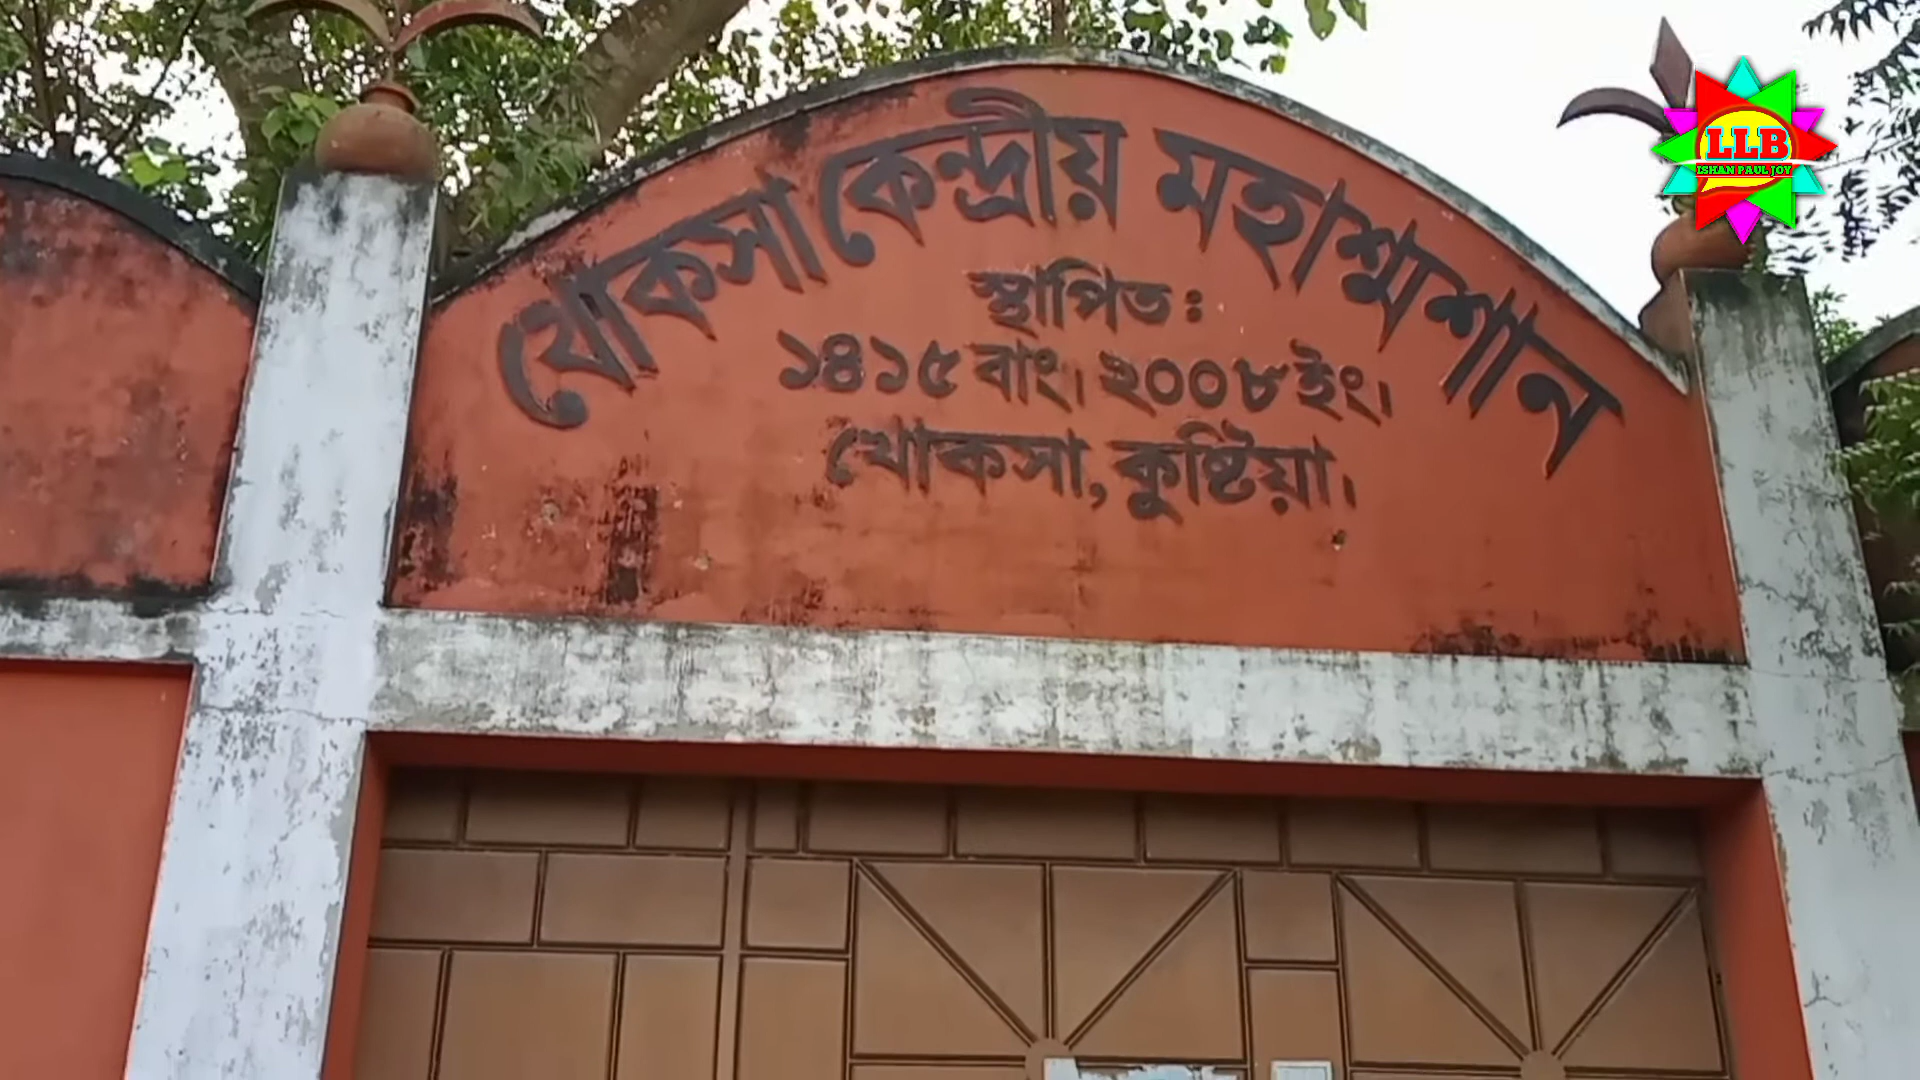 খোকসা কেন্দ্রীয় মহাশ্মশান
স্থাপিত :
১৪১৫ বাং। ২০০৮ ইং।
খোকসা, কুষ্টিয়া।
LLB
ISHAN PAUL JOY